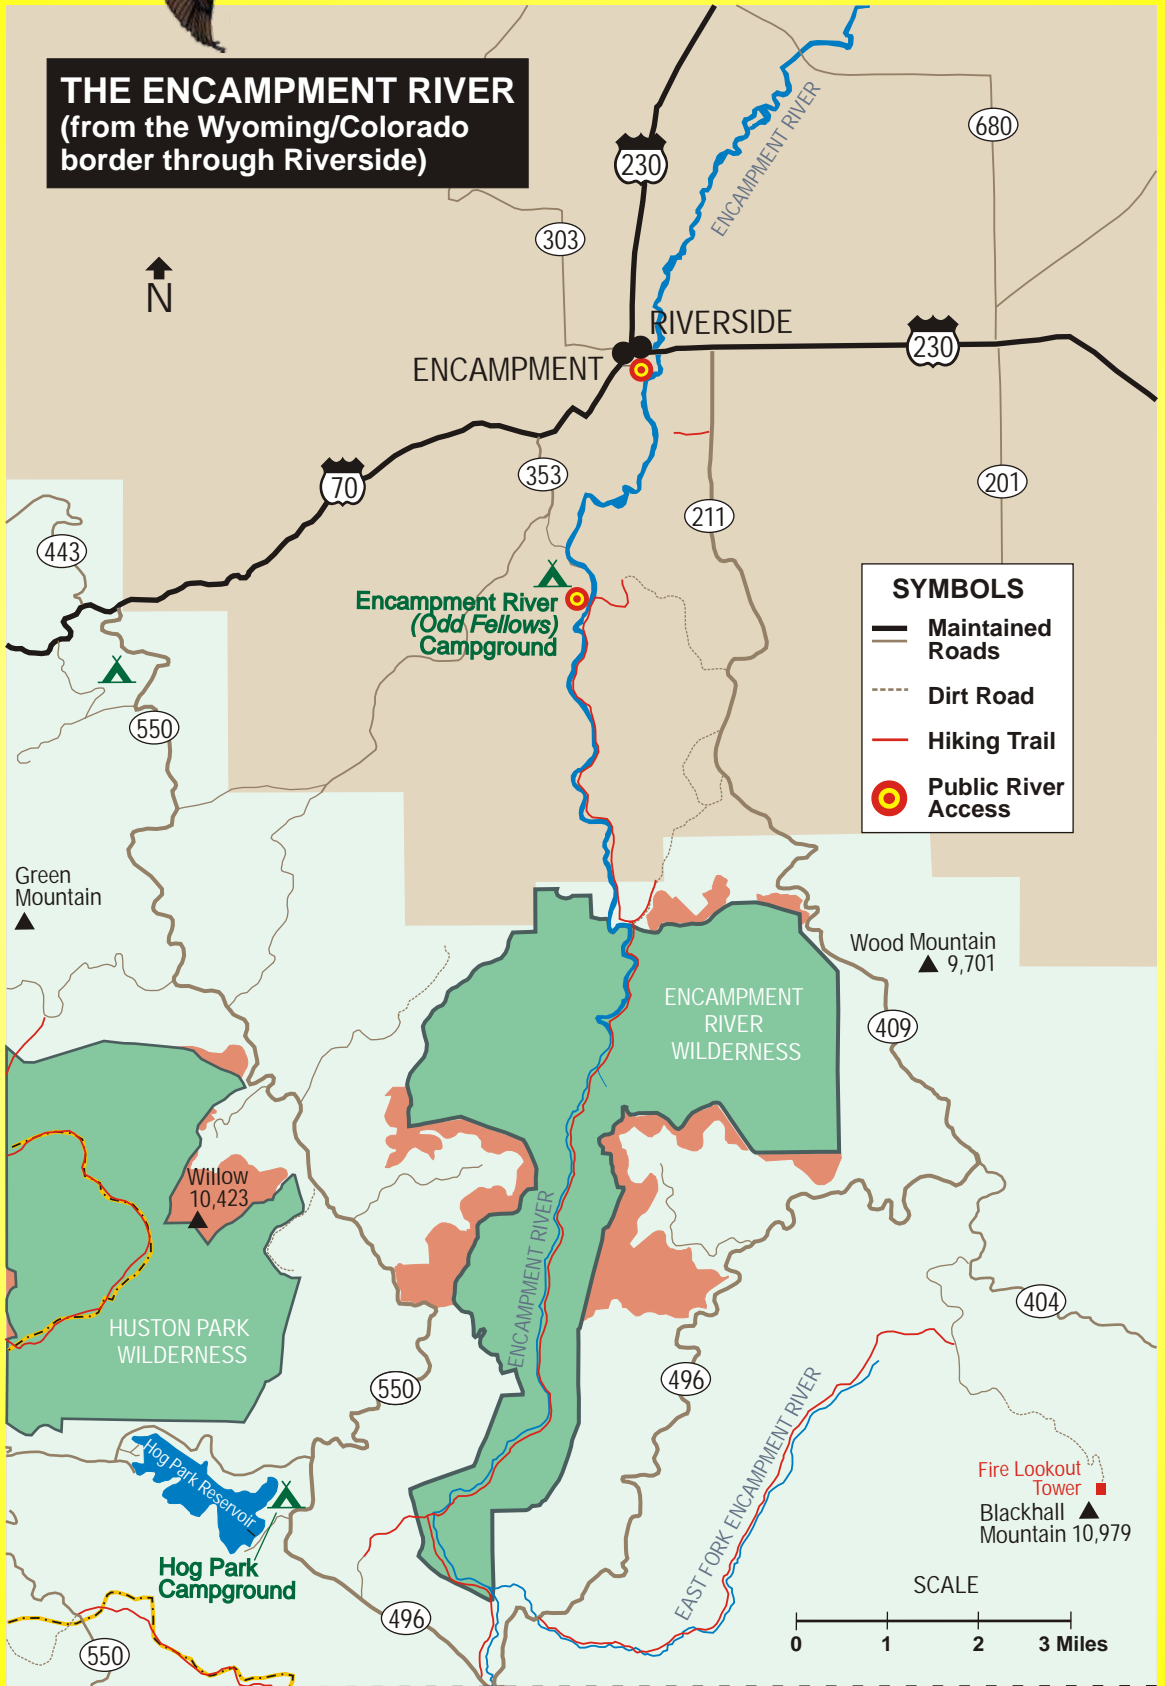 THE ENCAMPMENT RIVER
(from the Wyoming/Colorado
border through Riverside)
680
230
ENCAMPMENT RIVER
303
N
RIVERSIDE
230
ENCAMPMENT
353
70
201
211
443
SYMBOLS
Maintained
Roads
Dirt Road
Hiking Trail
Public River
Access
Encampment River
(Odd Fellows)
Campground
550
Green
Mountain
Wood Mountain
9,701
ENCAMPMENT
RIVER
WILDERNESS
409
Willow
10,423
ENCAMPMENT RIVER
404
HUSTON PARK
WILDERNESS
550
496
EAST FORK ENCAMPMENT RIVER
Hog Park Reservoir
Fire Lookout
Tower
Blackhall
Mountain 10,979
Hog Park
Campground
SCALE
496
0 1 2 3 Miles
550